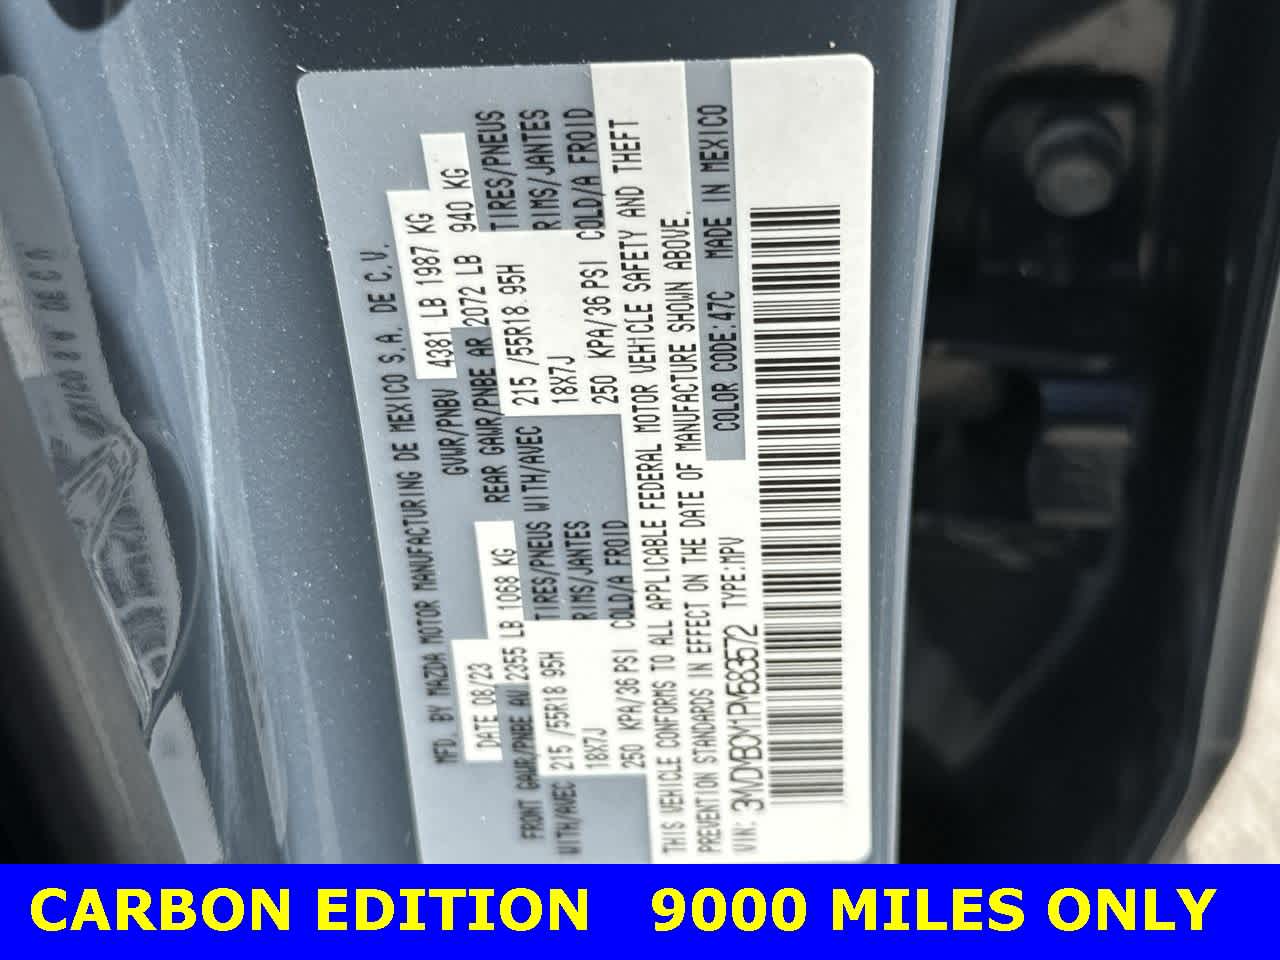 MFD. BY MAZDA MOTOR MANUFACTURING DE MEXICO S.A. DE C.V.
DATE 08/23 GVWR/PNBV 4381 LB 1987 KG
FRONT GAWR/PNBE AV 2355 LB 1068 KG REAR GAWR/PNBE AR 2072 LB 940 KG
WITH/AVEC 215 /55R18 95H TIRES/PNEUS WITH/AVEC 215 /55R18 95H TIRES/PNEUS
18X7J RIMS/JANTES 18X7J RIMS/JANTES
250 KPA/36 PSI COLD/A FROID 250 KPA/36 PSI COLD/A FROID
THIS VEHICLE CONFORMS TO ALL APPLICABLE FEDERAL MOTOR VEHICLE SAFETY AND THEFT
PREVENTION STANDARDS IN EFFECT ON THE DATE OF MANUFACTURE SHOWN ABOVE.
VIN: 3MVDMBCM1PM583572 TYPE:MPV COLOR CODE:47C MADE IN MEXICO
CARBON EDITION 9000 MILES ONLY